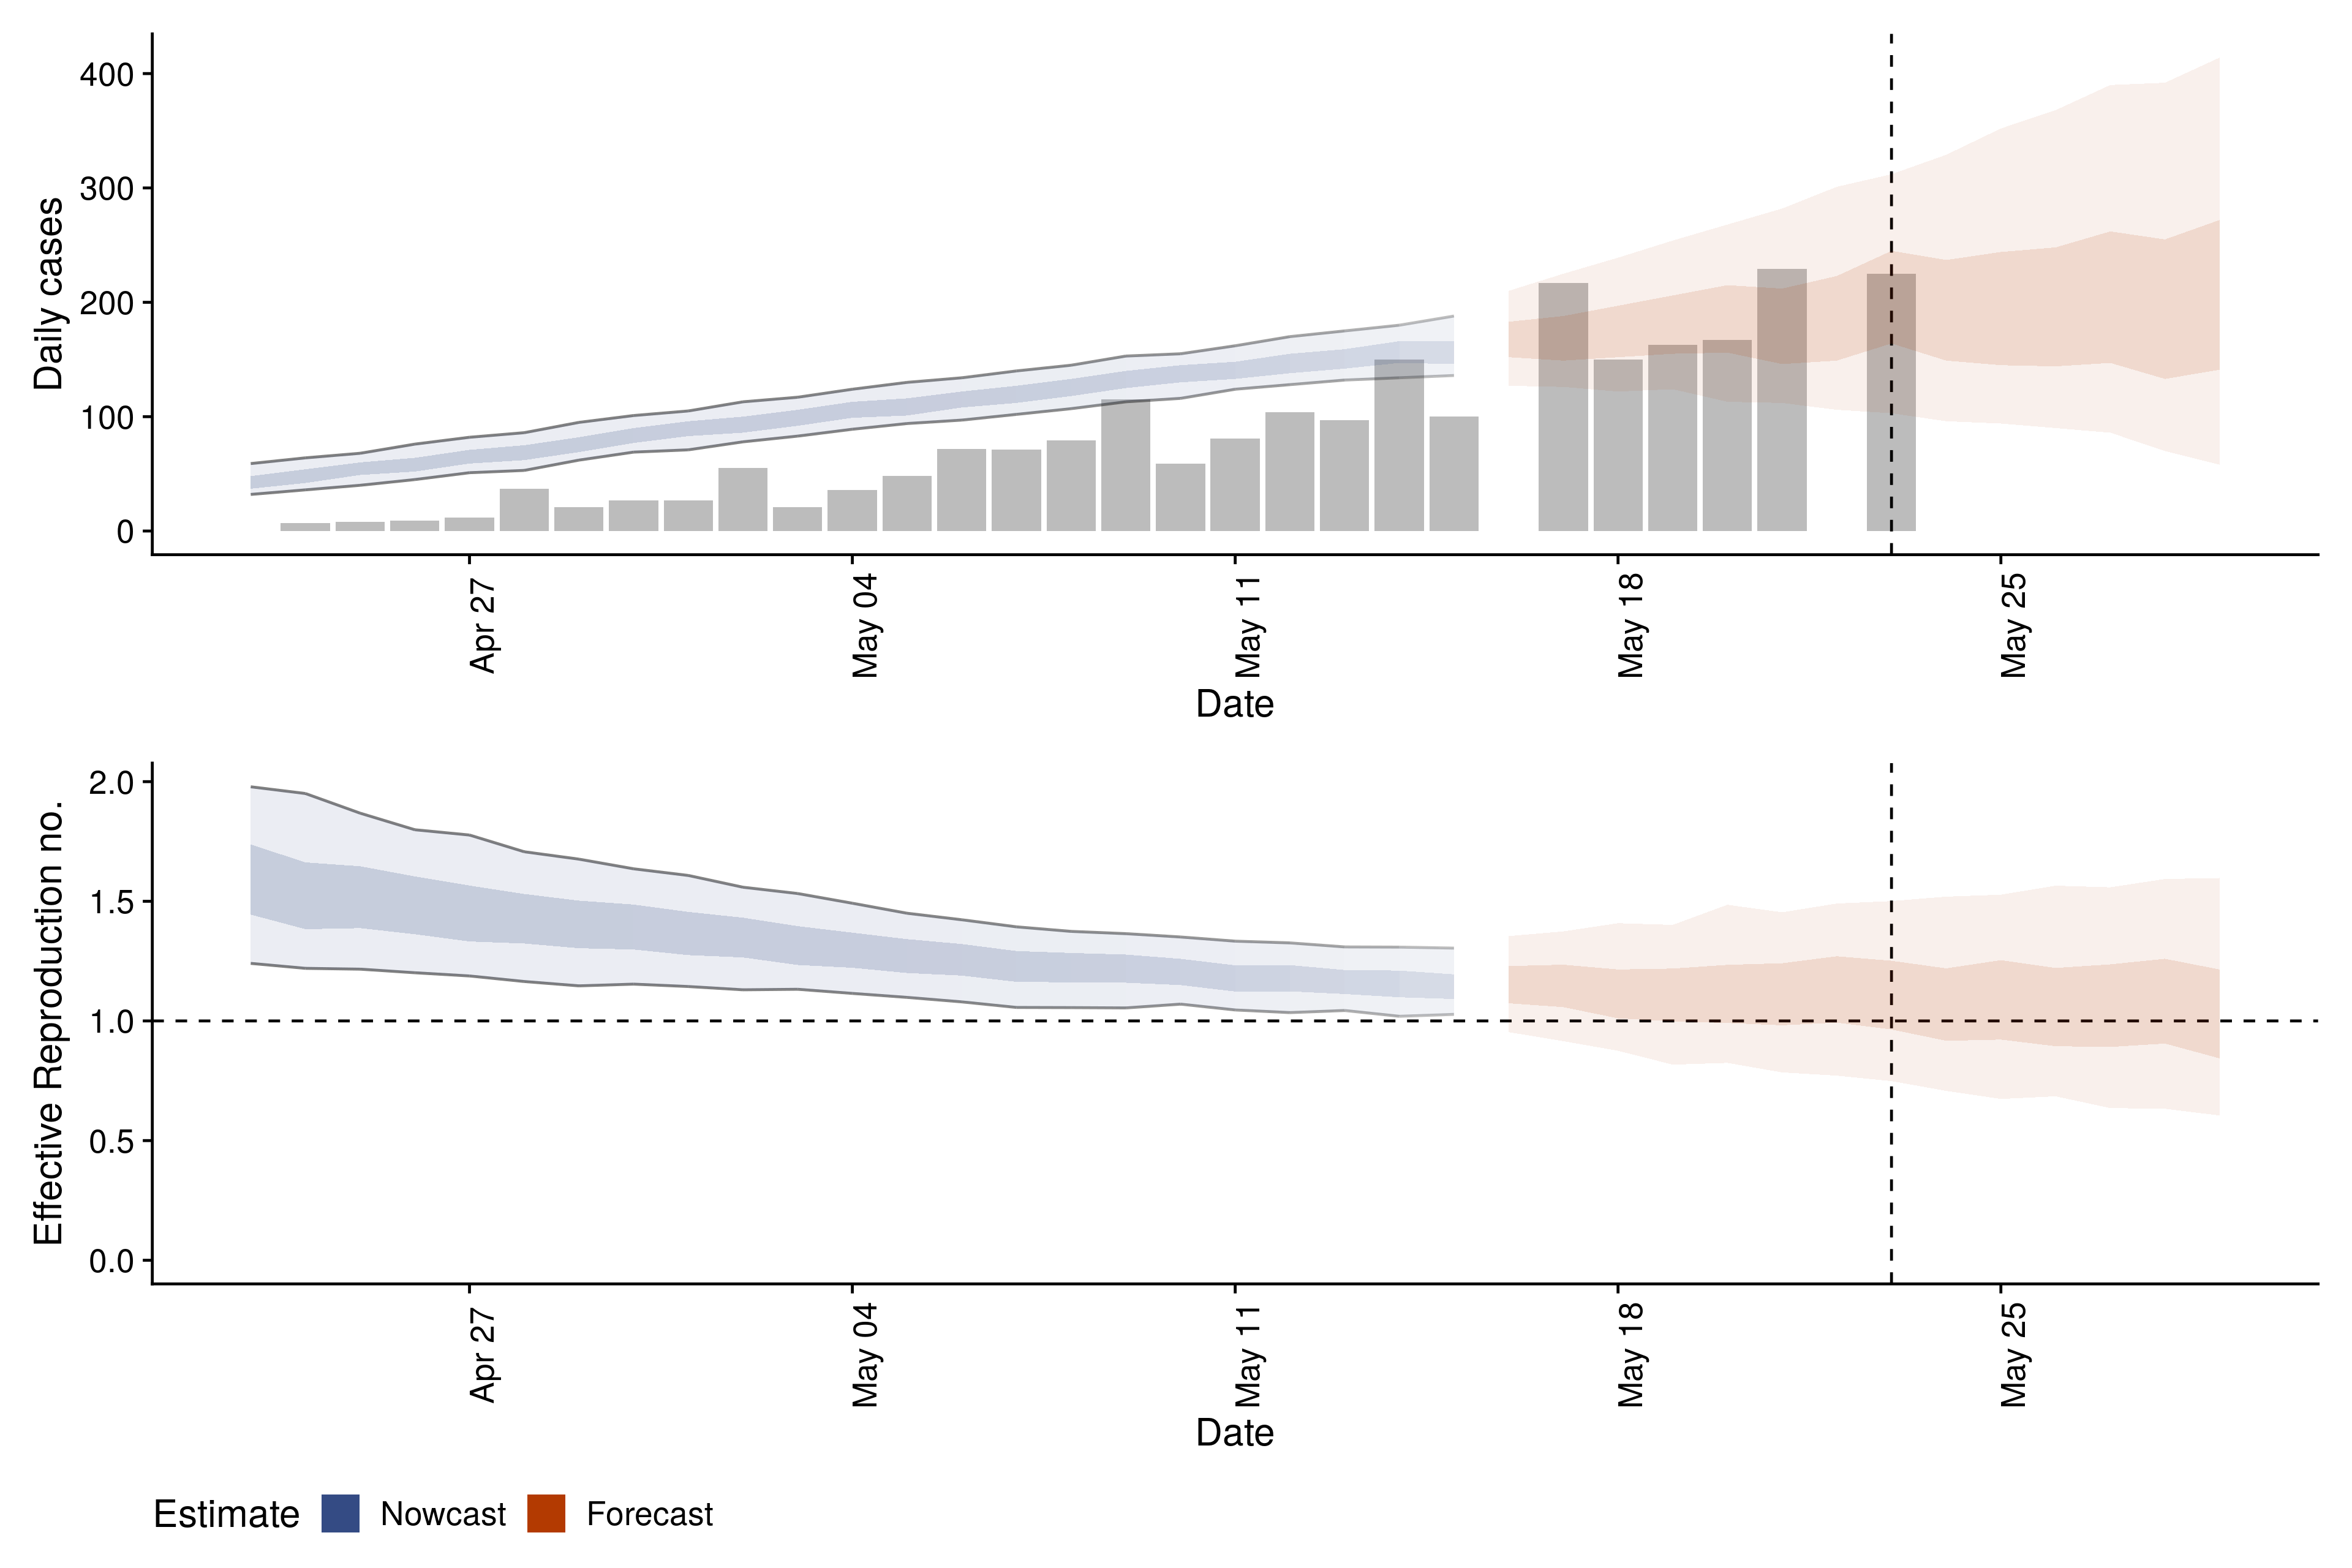 400
300
200
100
0
Daily cases
Apr 27
May 04
May 11
May 18
May 25
Date
2.0
1.5
1.0
0.5
0.0
Effective Reproduction no.
Apr 27
May 04
May 11
May 18
May 25
Date
Estimate Nowcast Forecast